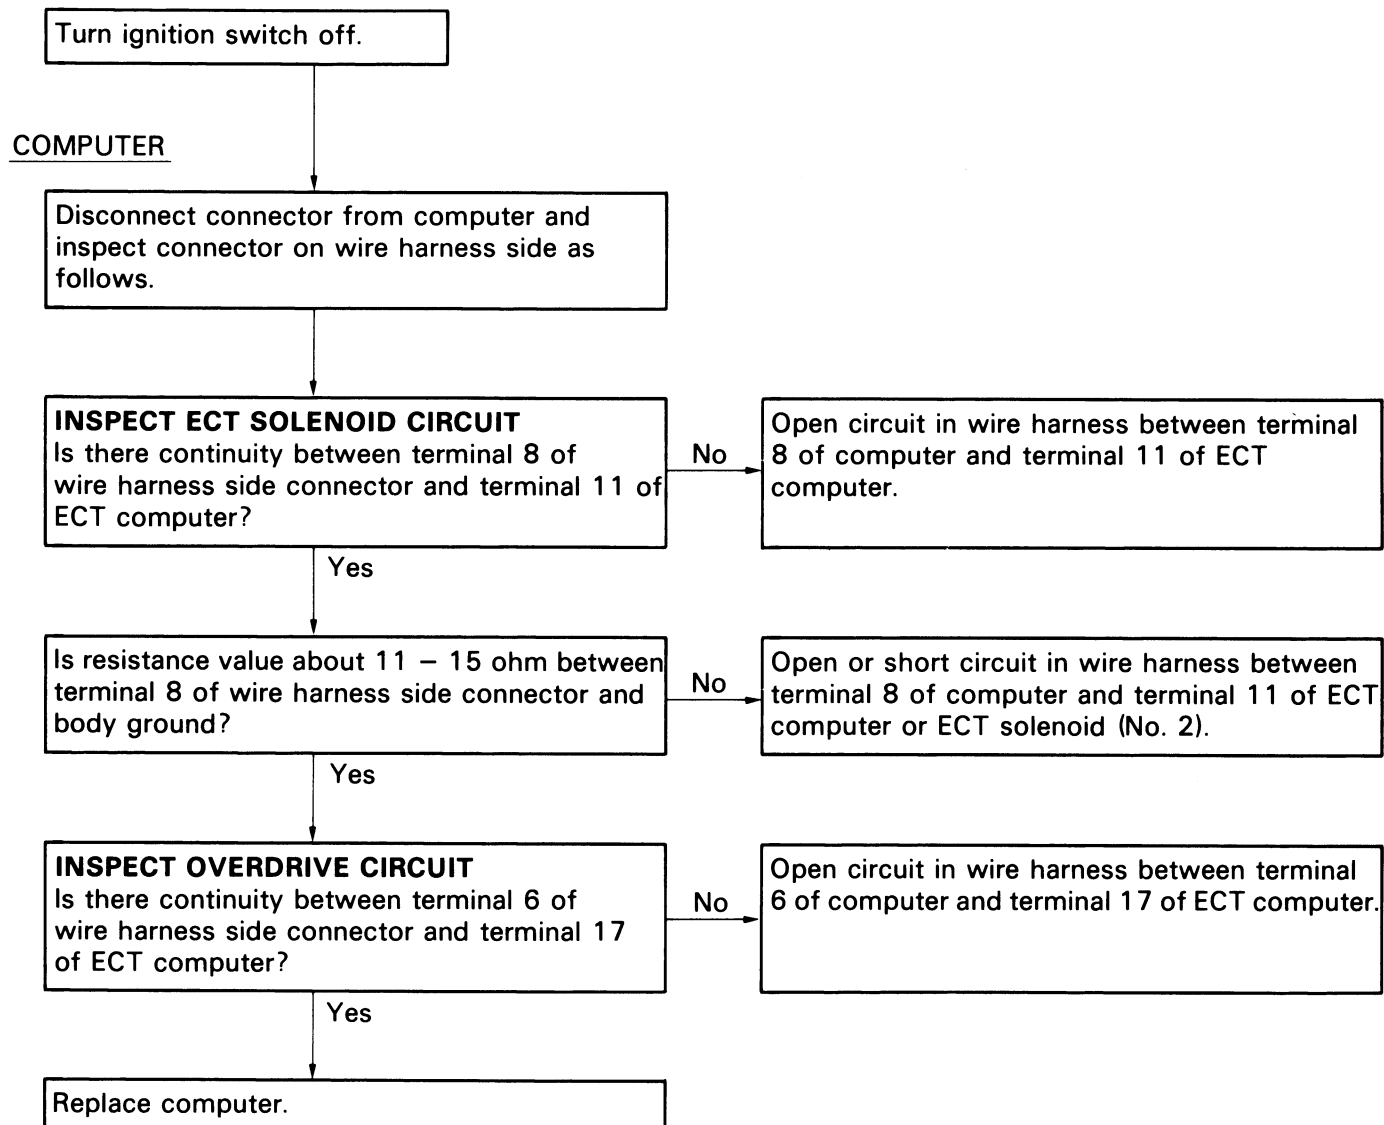 Turn ignition switch off.
COMPUTER
Disconnect connector from computer and
inspect connector on wire harness side as
follows.
INSPECT ECT SOLENOID CIRCUIT
Is there continuity between terminal 8 of
wire harness side connector and terminal 11 of
ECT computer?
No
Open circuit in wire harness between terminal
8 of computer and terminal 11 of ECT
computer.
Yes
Is resistance value about 11 – 15 ohm between
terminal 8 of wire harness side connector and
body ground?
No
Open or short circuit in wire harness between
terminal 8 of computer and terminal 11 of ECT
computer or ECT solenoid (No. 2).
Yes
INSPECT OVERDRIVE CIRCUIT
Is there continuity between terminal 6 of
wire harness side connector and terminal 17
of ECT computer?
No
Open circuit in wire harness between terminal
6 of computer and terminal 17 of ECT computer.
Yes
Replace computer.